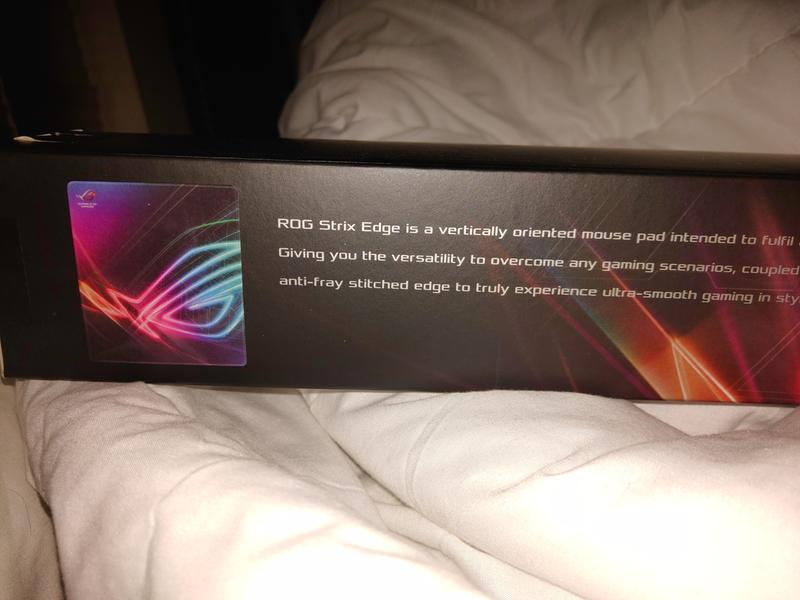 ROG Strix Edge is a vertically oriented mouse pad intended to fulfil
Giving you the versatility to overcome any gaming scenarios, coupled
anti-fray stitched edge to truly experience ultra-smooth gaming in